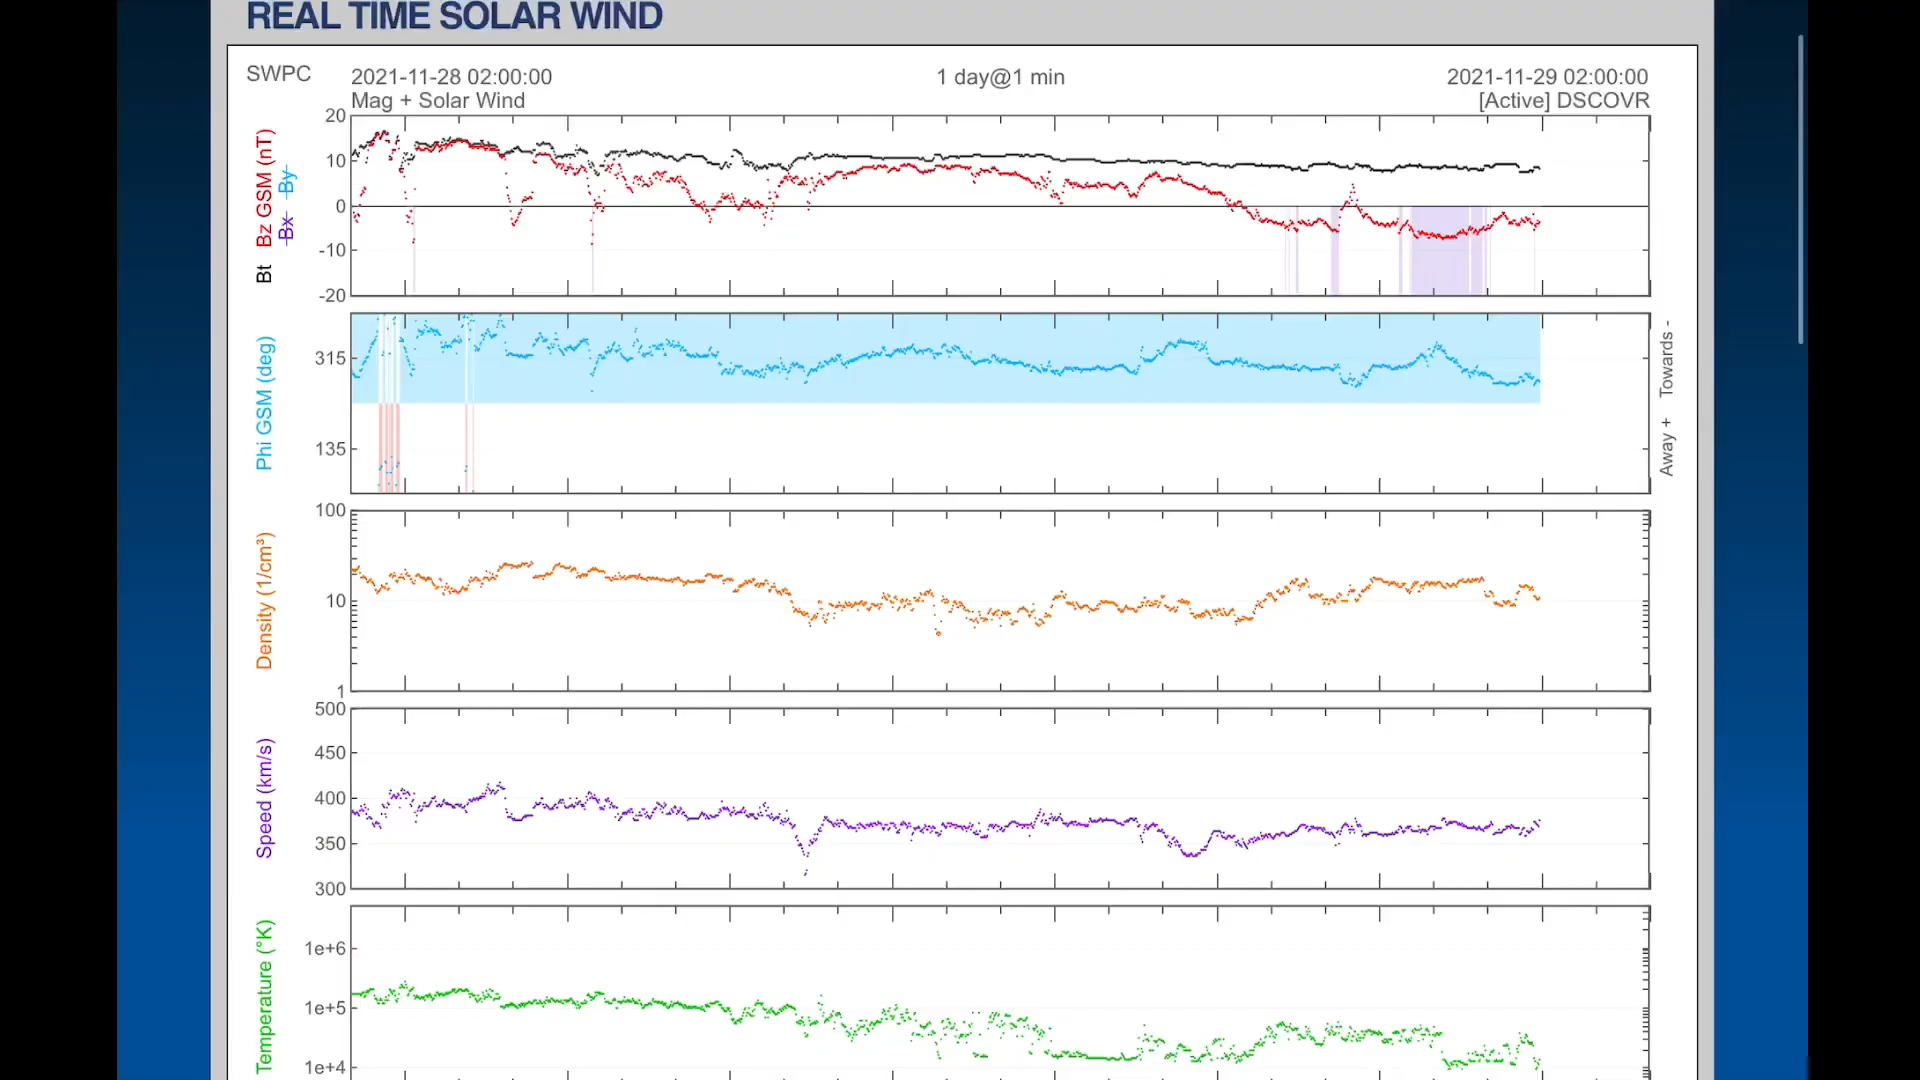 REAL TIME SOLAR WIND
SWPC 2021-11-28 02:00:00 1 day@1 min 2021-11-29 02:00:00
Mag + Solar Wind [Active] DSCOVR
Bt Bz GSM (nT)
Bx By
20
10
0
-10
-20
Phi GSM (deg)
315
135
Away + Towards -
Density (1/cm³)
100
10
1
Speed (km/s)
500
450
400
350
300
Temperature (°K)
1e+6
1e+5
1e+4